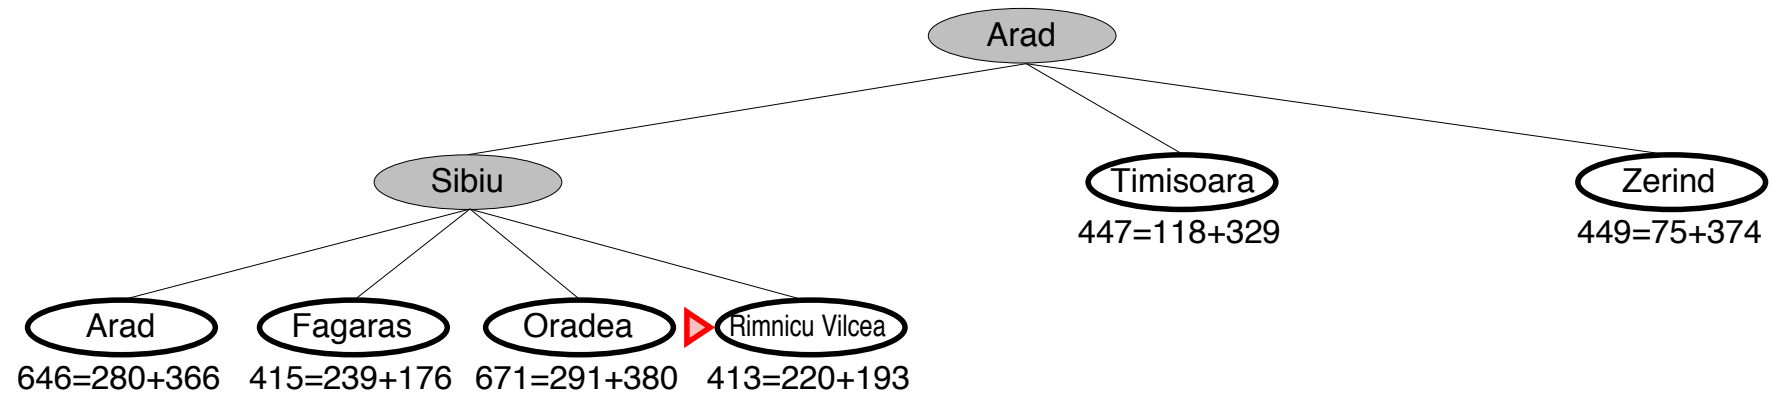 Arad
Sibiu
Timisoara
Zerind
447=118+329
449=75+374
Arad
Fagaras
Oradea
Rimnicu Vilcea
646=280+366
415=239+176
671=291+380
413=220+193